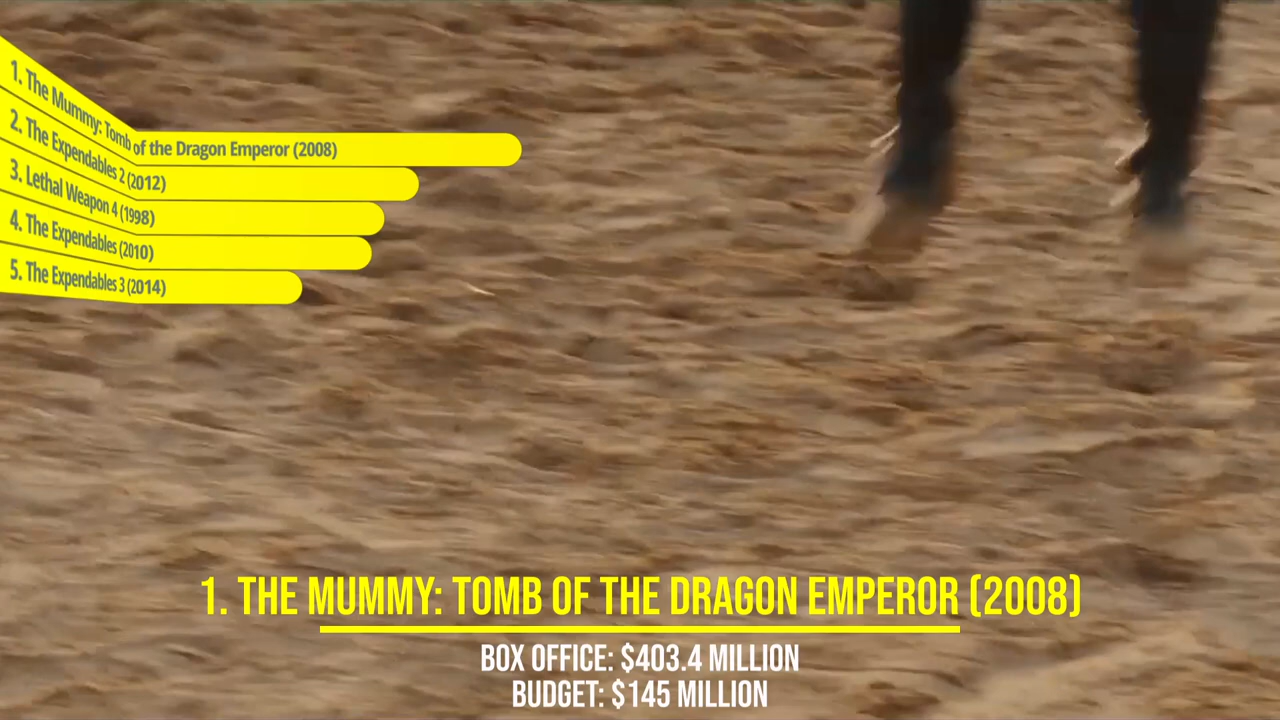 1. The Mummy: Tomb of the Dragon Emperor (2008)
2. The Expendables 2 (2012)
3. Lethal Weapon 4 (1998)
4. The Expendables (2010)
5. The Expendables 3 (2014)
1. THE MUMMY: TOMB OF THE DRAGON EMPEROR (2008)
BOX OFFICE: $403.4 MILLION
BUDGET: $145 MILLION